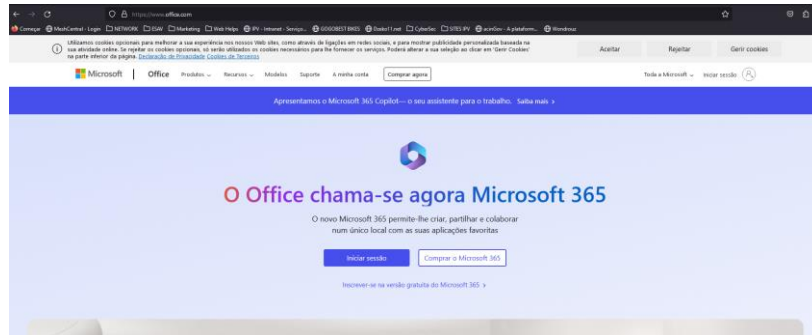 https://www.office.com
Começar MeshCentral - Login NETWORK ESAV Marketing Web Helps IPV - Intranet - Serviço... GOGOBEST BIKES CyberSec SITES IPV acinGov - A plataform...
Utilizamos cookies opcionais para melhorar a sua experiência nos nossos Web sites, como através de ligações em redes sociais, e para mostrar publicidade personalizada baseada na
sua atividade online. Se rejeitar os cookies opcionais, só serão utilizados os cookies necessários para lhe fornecer os serviços. Poderá alterar a sua seleção ao clicar em 'Gerir Cookies'
na parte inferior da página. Declaração de Privacidade Cookies de Terceiros
Aceitar Rejeitar Gerir cookies
Microsoft Office Produtos Recursos Modelos Suporte A minha conta Comprar agora Toda a Microsoft Iniciar sessão
Apresentamos o Microsoft 365 Copilot— o seu assistente para o trabalho. Saiba mais >
O Office chama-se agora Microsoft 365
O novo Microsoft 365 permite-lhe criar, partilhar e colaborar
num único local com as suas aplicações favoritas
Iniciar sessão Comprar o Microsoft 365
Inscrever-se na versão gratuita do Microsoft 365 >